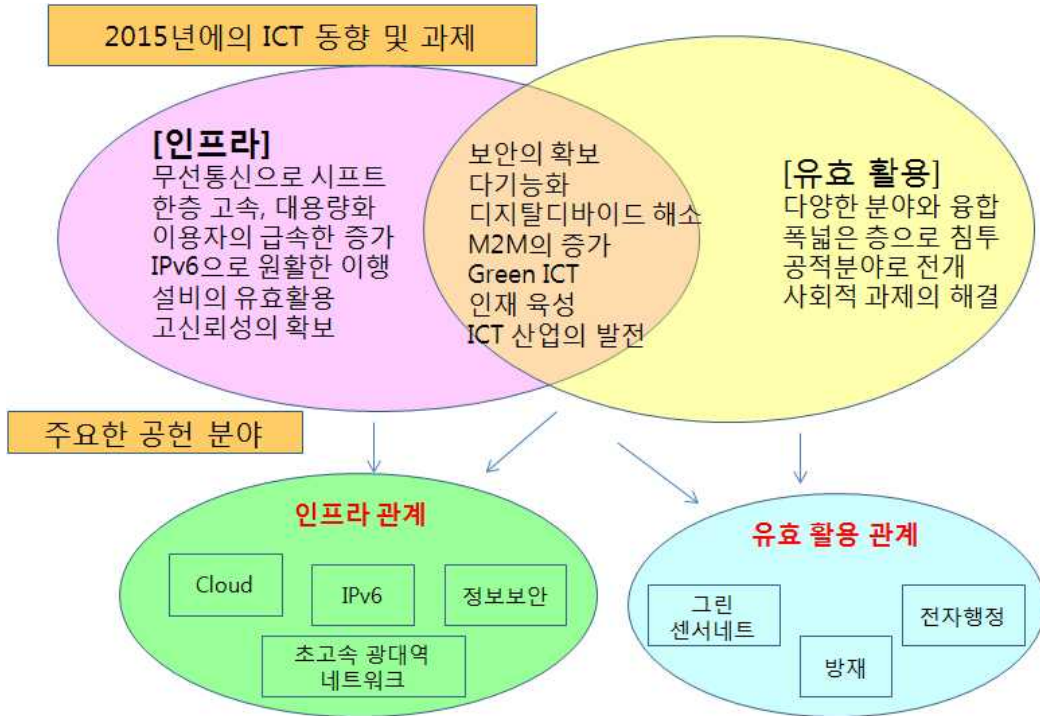 2015년에의 ICT 동향 및 과제
[인프라]
무선통신으로 시프트
한층 고속, 대용량화
이용자의 급속한 증가
IPv6으로 원활한 이행
설비의 유효활용
고신뢰성의 확보
보안의 확보
다기능화
디지탈디바이드 해소
M2M의 증가
Green ICT
인재 육성
ICT 산업의 발전
[유효 활용]
다양한 분야와 융합
폭넓은 층으로 침투
공적분야로 전개
사회적 과제의 해결
주요한 공헌 분야
인프라 관계
Cloud
IPv6
정보보안
초고속 광대역
네트워크
유효 활용 관계
그린
센서네트
방재
전자행정